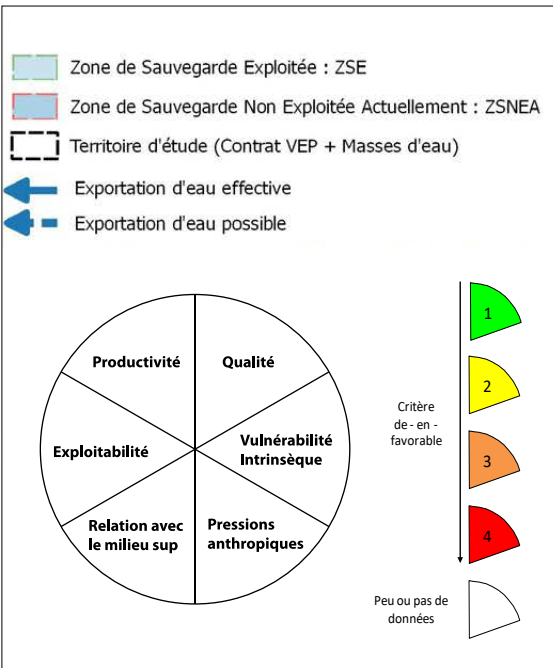 Zone de Sauvegarde Exploitée : ZSE
Zone de Sauvegarde Non Exploitée Actuellement : ZSNEA
Territoire d'étude (Contrat VEP + Masses d'eau)
Exportation d'eau effective
Exportation d'eau possible
Productivité
Qualité
Exploitabilité
Vulnérabilité
Intrinsèque
Relation avec
le milieu sup
Pressions
anthropiques
Critère
de - en -
favorable
1
2
3
4
Peu ou pas de
données